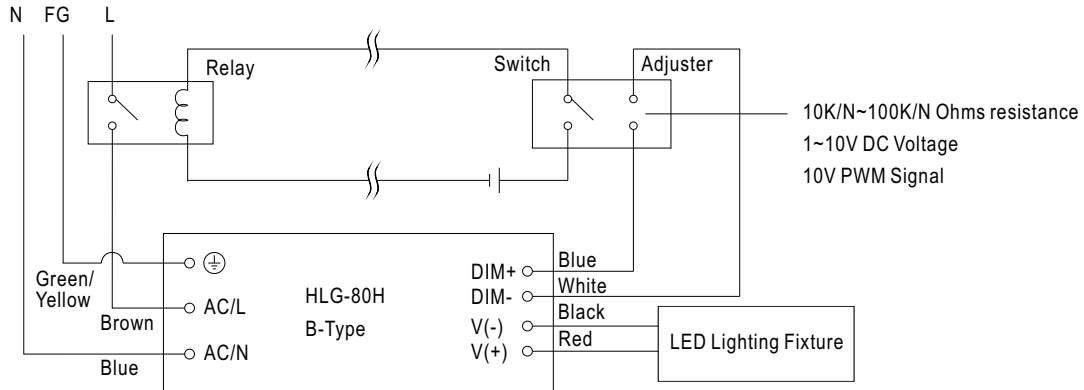 N FG L
Relay
Switch
Adjuster
10K/N~100K/N Ohms resistance
1~10V DC Voltage
10V PWM Signal
Green/
Yellow
Brown
Blue
AC/L
AC/N
HLG-80H
B-Type
DIM+
DIM-
V(-)
V(+)
Blue
White
Black
Red
LED Lighting Fixture